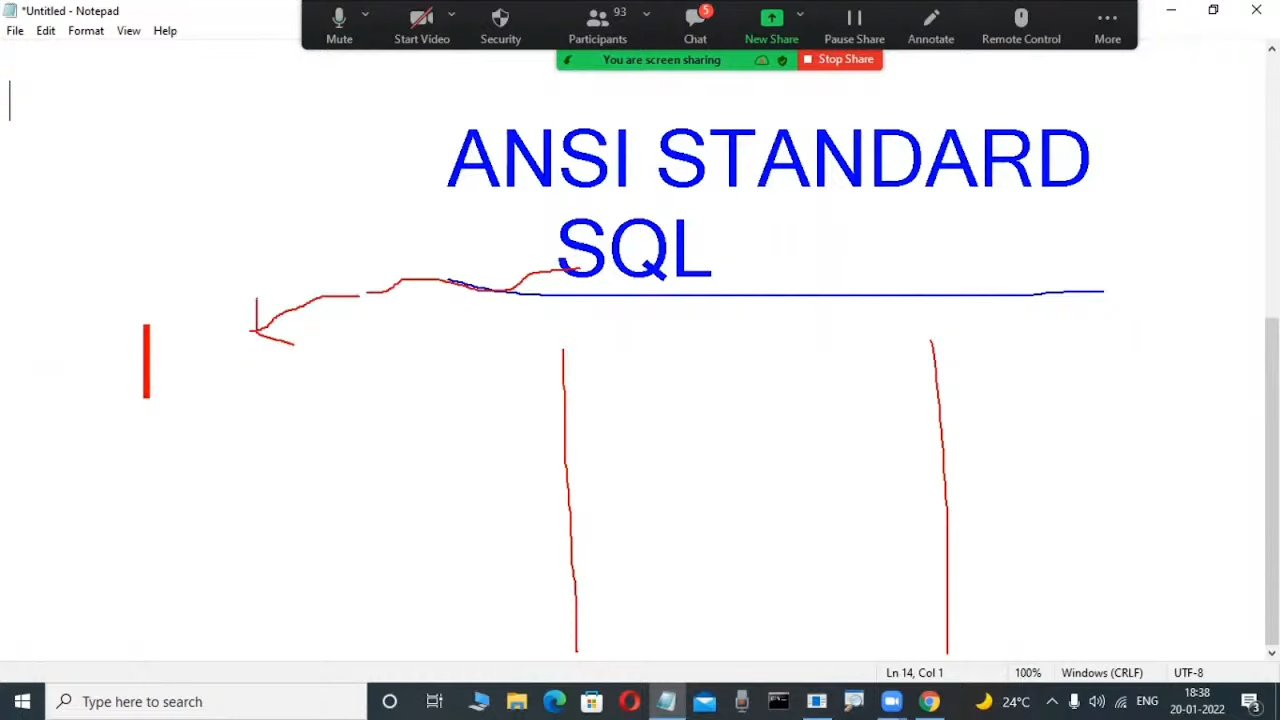 *Untitled - Notepad
File Edit Format View Help
Mute Start Video Security Participants 93 Chat 5 New Share Pause Share Annotate Remote Control More
You are screen sharing Stop Share
ANSI STANDARD
SQL
Ln 14, Col 1 100% Windows (CRLF) UTF-8
Type here to search
24°C ENG 18:38
20-01-2022 3